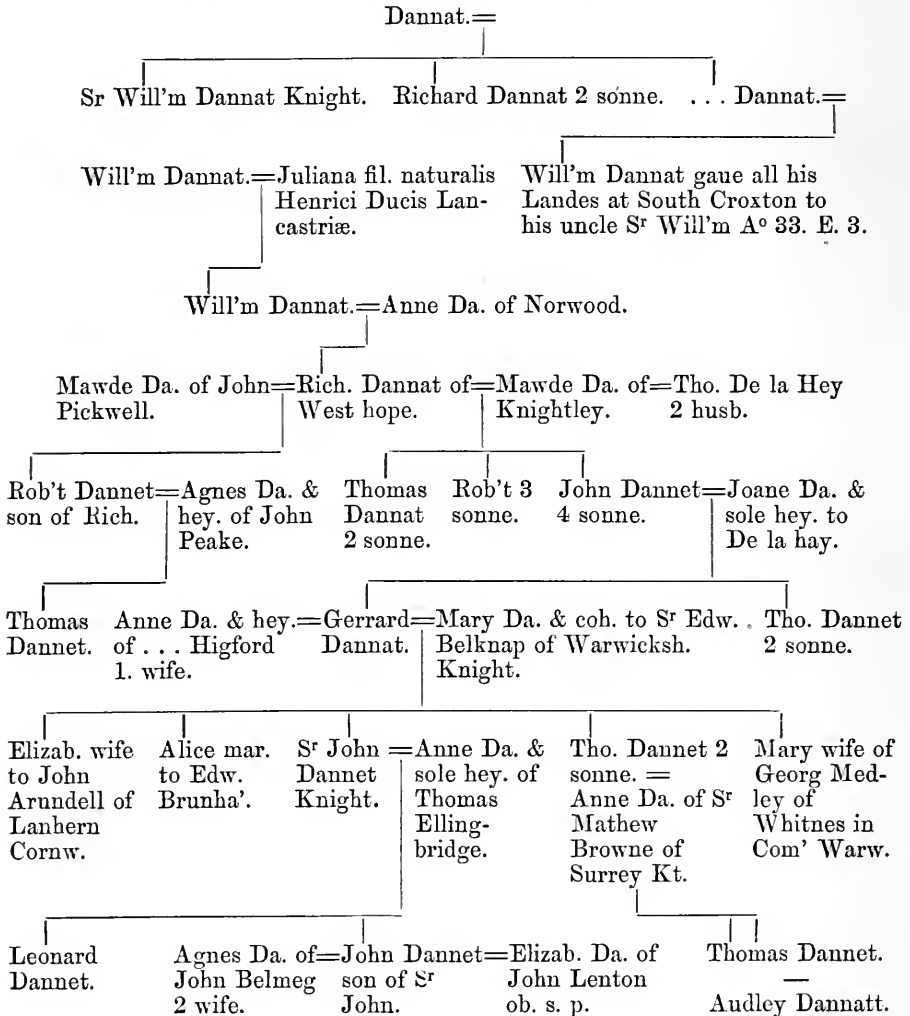 Dannat.=
Sr Will'm Dannat Knight. Richard Dannat 2 sonne. . . . Dannat.=
Will'm Dannat.=Juliana fil. naturalis
Henrici Ducis Lan-
castriæ.
Will'm Dannat gaue all his
Landes at South Croxton to
his uncle Sr Will'm Aº 33. E. 3.
Will'm Dannat.=Anne Da. of Norwood.
Mawde Da. of John=Rich. Dannat of=Mawde Da. of=Tho. De la Hey
Pickwell. West hope. Knightley. 2 husb.
Rob't Dannet=Agnes Da. &
son of Rich. hey. of John
Peake.
Thomas
Dannat
2 sonne.
Rob't 3
sonne.
John Dannet=Joane Da. &
4 sonne. sole hey. to
De la hay.
Thomas
Dannet.
Anne Da. & hey.=Gerrard=Mary Da. & coh. to Sr Edw.
of . . . Higford Dannat. Belknap of Warwicksh.
1. wife. Knight.
Tho. Dannet
2 sonne.
Elizab. wife
to John
Arundell of
Lanhern
Cornw.
Alice mar.
to Edw.
Brunha'.
Sr John =Anne Da. &
Dannet sole hey. of
Knight. Thomas
Elling-
bridge.
Tho. Dannet 2
sonne. =
Anne Da. of Sr
Mathew
Browne of
Surrey Kt.
Mary wife of
Georg Med-
ley of
Whitnes in
Com' Warw.
Leonard
Dannet.
Agnes Da. of=John Dannet=Elizab. Da. of
John Belmeg son of Sr John Lenton
2 wife. John. ob. s. p.
Thomas Dannet.
—
Audley Dannatt.